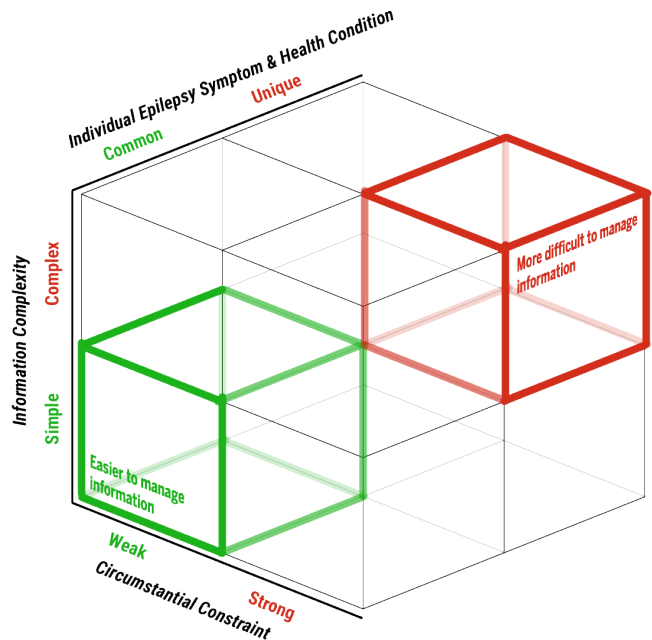 Individual Epilepsy Symptom & Health Condition
Common
Unique
Information Complexity
Complex
Simple
More difficult to manage
information
Easier to manage
information
Weak
Strong
Circumstantial Constraint